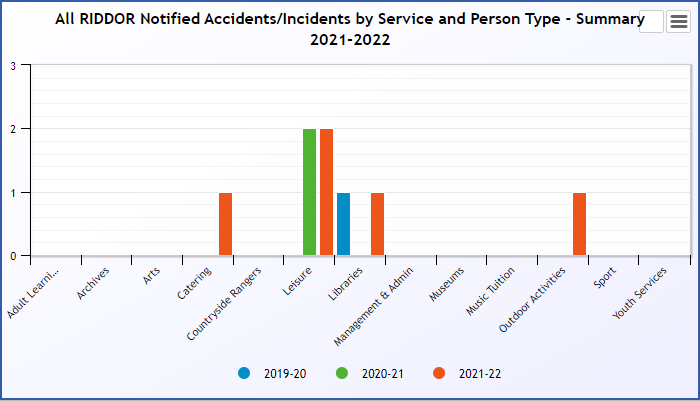 All RIDDOR Notified Accidents/Incidents by Service and Person Type - Summary
2021-2022
3
2
1
0
Adult Learni...
Archives
Arts
Catering
Countryside Rangers
Leisure
Libraries
Management & Admin
Museums
Music Tuition
Outdoor Activities
Sport
Youth Services
2019-20
2020-21
2021-22